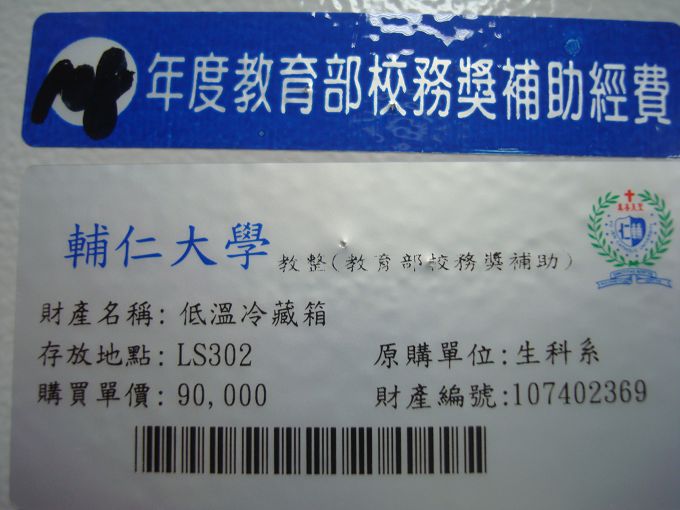 年度教育部校務獎補助經費
輔仁大學 教整(教育部校務獎補助)
財產名稱: 低溫冷藏箱
存放地點: LS302 原購單位:生科系
購買單價: 90,000 財產編號:107402369